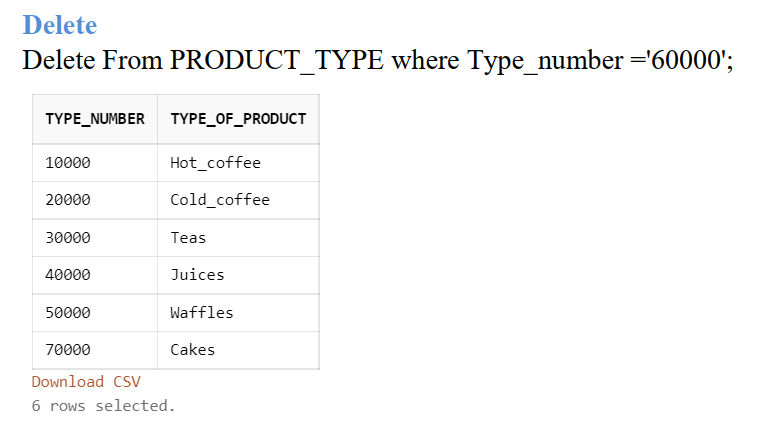 Delete
Delete From PRODUCT_TYPE where Type_number ='60000';
TYPE_NUMBER TYPE_OF_PRODUCT
10000 Hot_coffee
20000 Cold_coffee
30000 Teas
40000 Juices
50000 Waffles
70000 Cakes
Download CSV
6 rows selected.